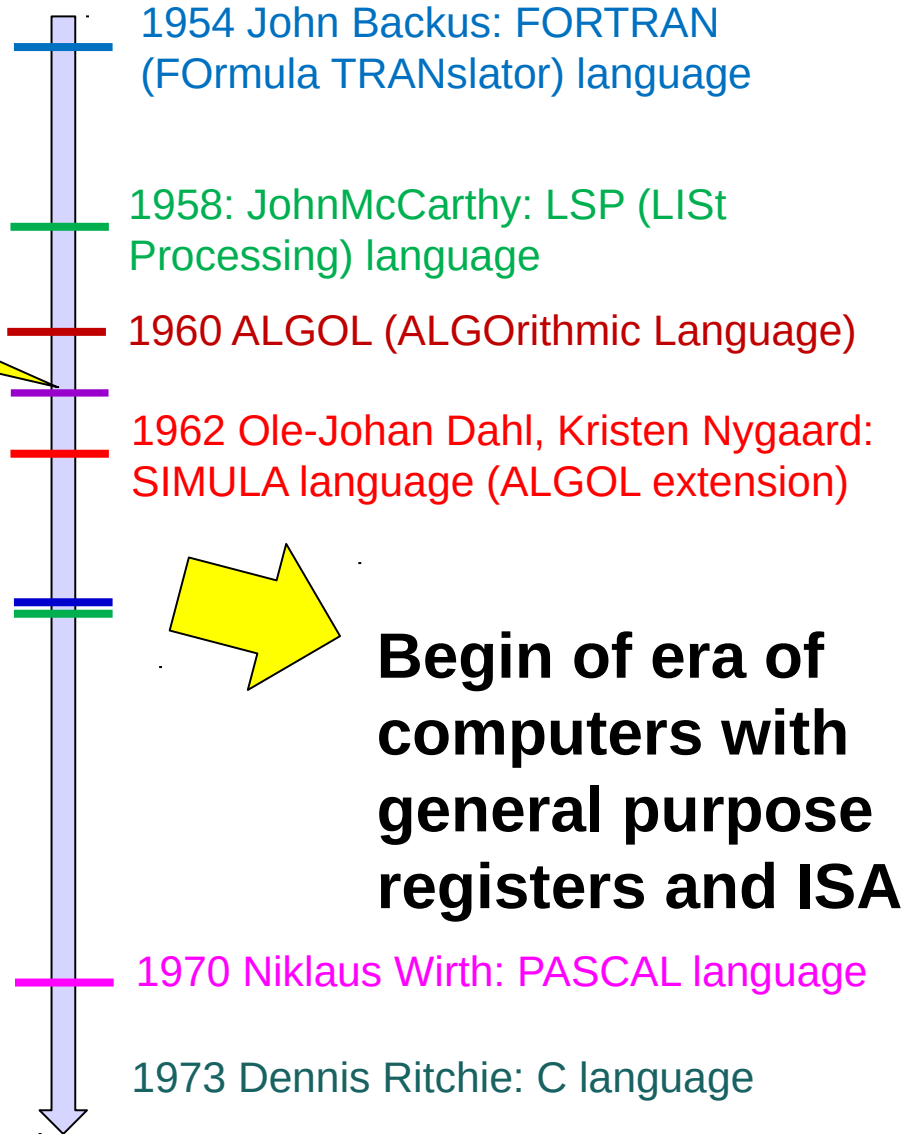 1954 John Backus: FORTRAN
(FOrmula TRANslator) language
1958: JohnMcCarthy: LSP (LISt
Processing) language
1960 ALGOL (ALGOrithmic Language)
1962 Ole-Johan Dahl, Kristen Nygaard:
SIMULA language (ALGOL extension)
Begin of era of
computers with
general purpose
registers and ISA
1970 Niklaus Wirth: PASCAL language
1973 Dennis Ritchie: C language